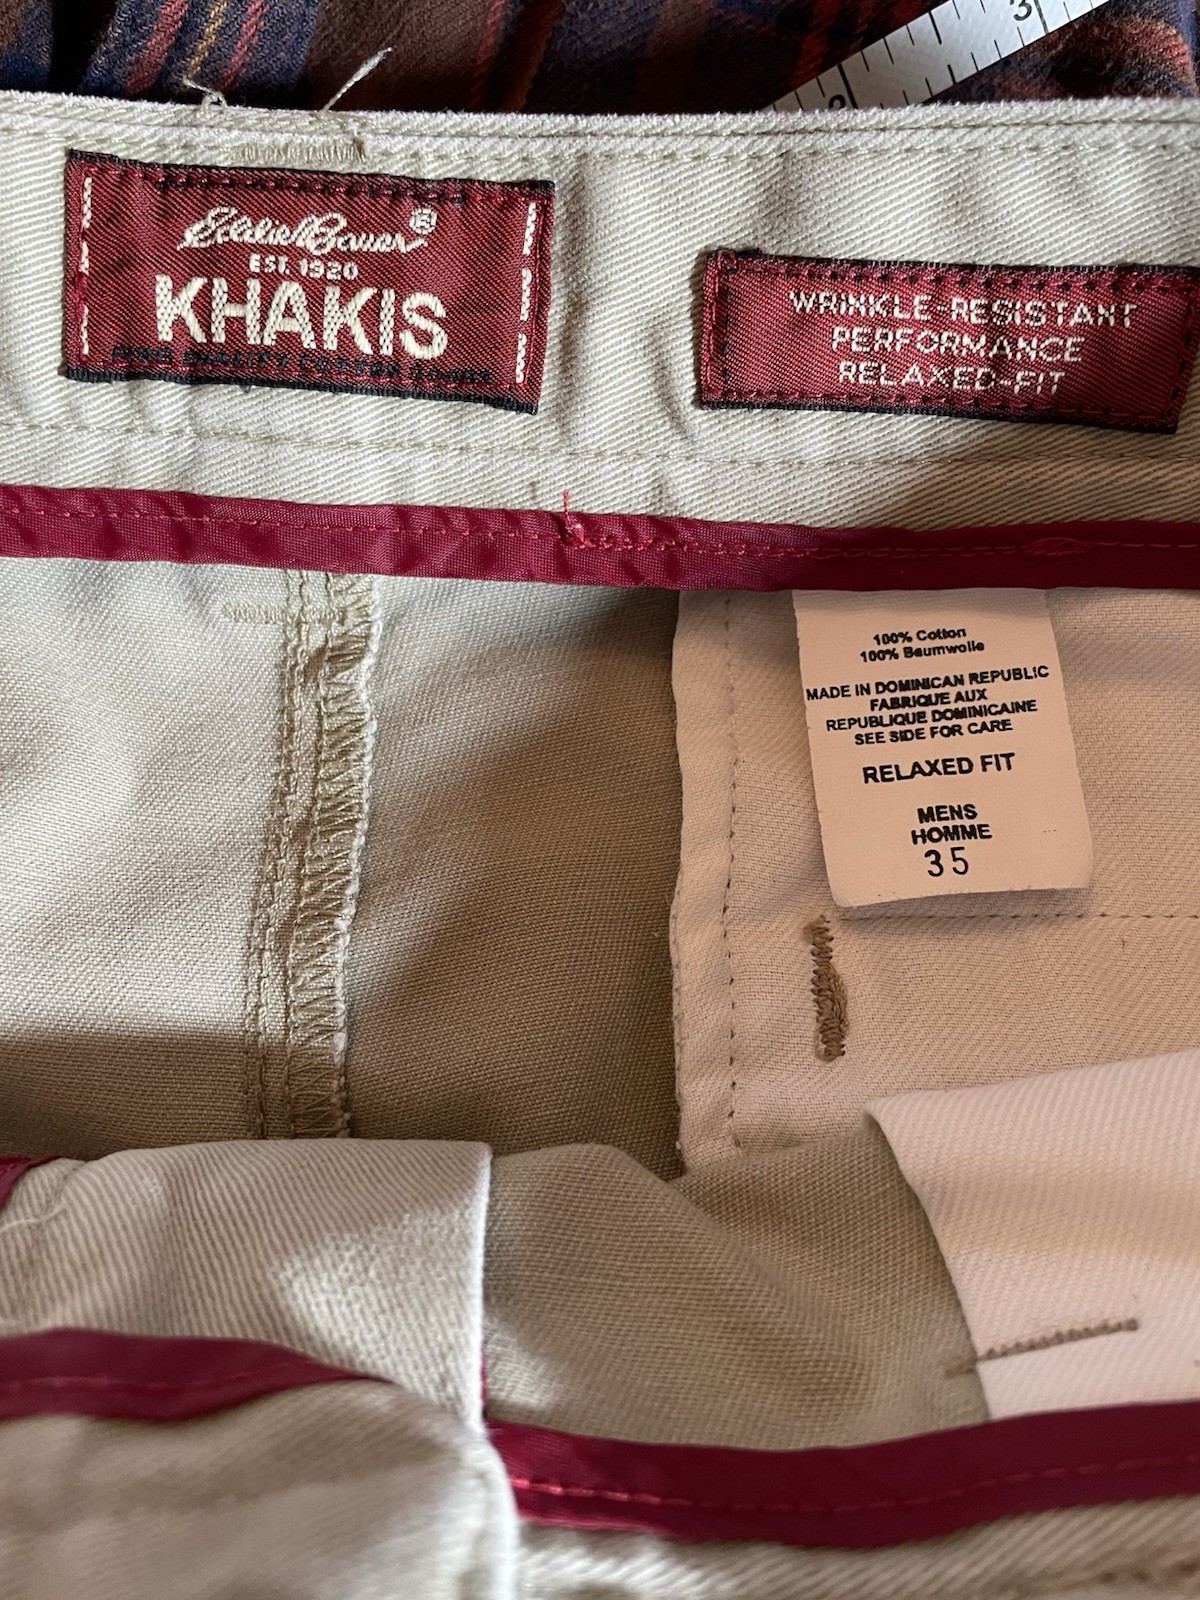 3
Eddie Bauer®
EST. 1920
KHAKIS
WRINKLE-RESISTANT
PERFORMANCE
RELAXED-FIT
100% Cotton
100% Baumwolle
MADE IN DOMINICAN REPUBLIC
FABRIQUE AUX
REPUBLIQUE DOMINICAINE
SEE SIDE FOR CARE
RELAXED FIT
MENS
HOMME
35